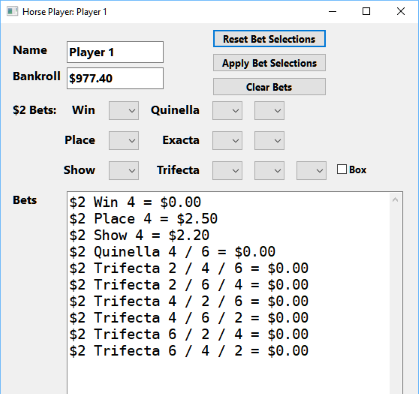 Horse Player: Player 1
Name Player 1 Reset Bet Selections
Bankroll $977.40 Apply Bet Selections
Clear Bets
$2 Bets: Win Quinella
Place Exacta
Show Trifecta Box
Bets
$2 Win 4 = $0.00
$2 Place 4 = $2.50
$2 Show 4 = $2.20
$2 Quinella 4 / 6 = $0.00
$2 Trifecta 2 / 4 / 6 = $0.00
$2 Trifecta 2 / 6 / 4 = $0.00
$2 Trifecta 4 / 2 / 6 = $0.00
$2 Trifecta 4 / 6 / 2 = $0.00
$2 Trifecta 6 / 2 / 4 = $0.00
$2 Trifecta 6 / 4 / 2 = $0.00